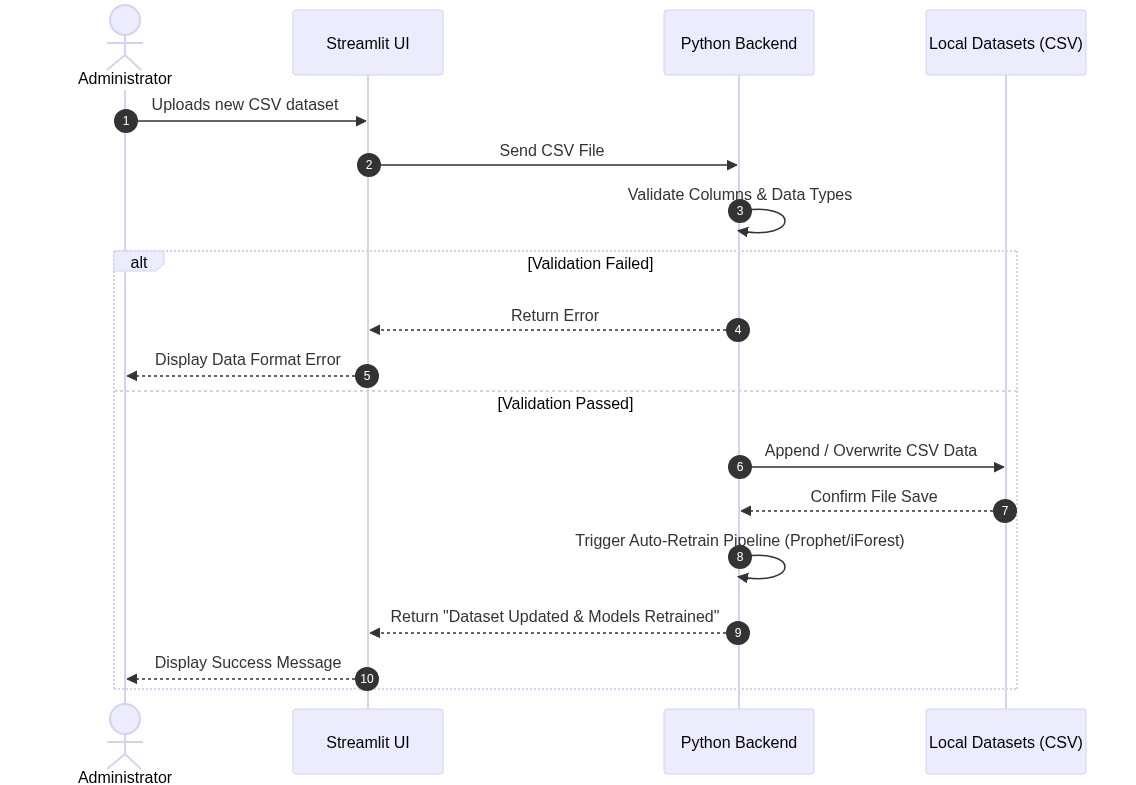 Administrator
Streamlit UI
Python Backend
Local Datasets (CSV)
Uploads new CSV dataset
1
Send CSV File
2
Validate Columns & Data Types
3
alt
[Validation Failed]
Return Error
4
Display Data Format Error
5
[Validation Passed]
Append / Overwrite CSV Data
6
Confirm File Save
7
Trigger Auto-Retrain Pipeline (Prophet/iForest)
8
Return "Dataset Updated & Models Retrained"
9
Display Success Message
10
Administrator
Streamlit UI
Python Backend
Local Datasets (CSV)